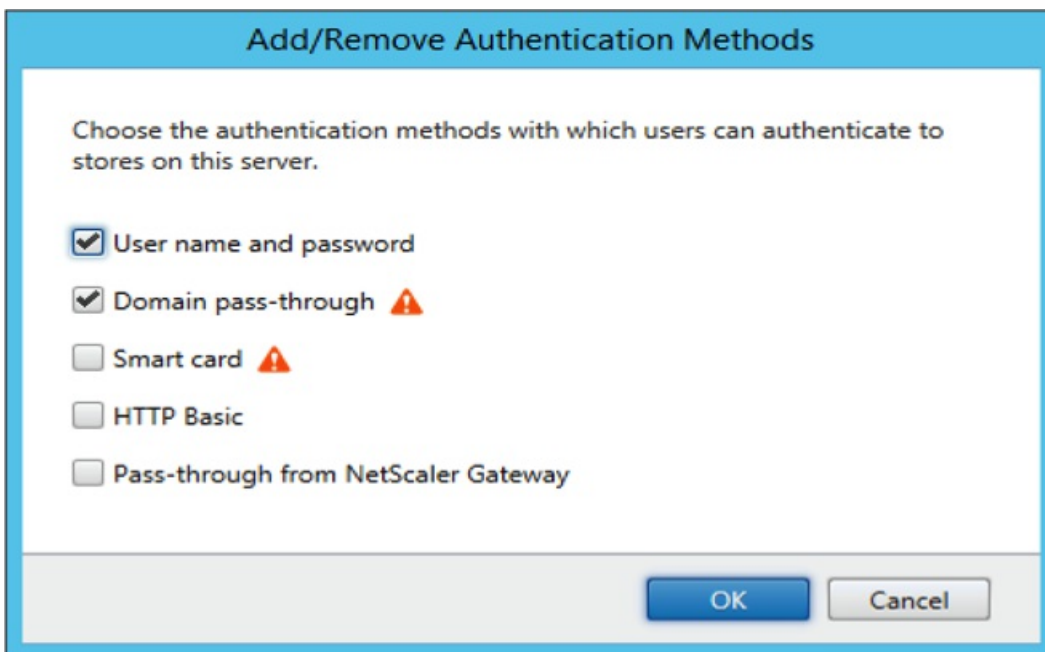 Add/Remove Authentication Methods
Choose the authentication methods with which users can authenticate to
stores on this server.
User name and password
Domain pass-through
Smart card
HTTP Basic
Pass-through from NetScaler Gateway
OK
Cancel